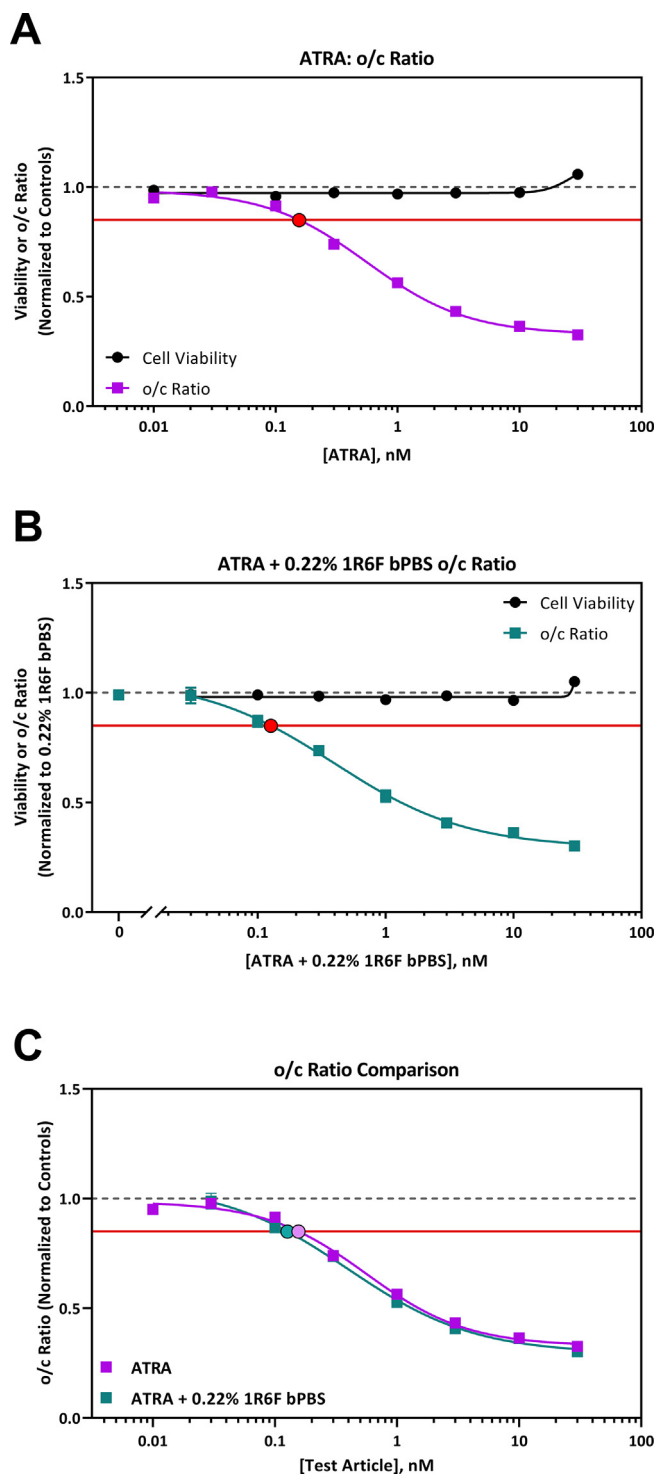 A
ATRA: o/c Ratio
Viability or o/c Ratio
(Normalized to Controls)
1.5
1.0
0.5
0.0
Cell Viability
o/c Ratio
0.01
0.1
1
10
100
[ATRA], nM
B
ATRA + 0.22% 1R6F bPBS o/c Ratio
Viability or o/c Ratio
(Normalized to 0.22% 1R6F bPBS)
1.5
1.0
0.5
0.0
Cell Viability
o/c Ratio
0
0.1
1
10
100
[ATRA + 0.22% 1R6F bPBS], nM
C
o/c Ratio Comparison
o/c Ratio (Normalized to Controls)
1.5
1.0
0.5
0.0
ATRA
ATRA + 0.22% 1R6F bPBS
0.01
0.1
1
10
100
[Test Article], nM